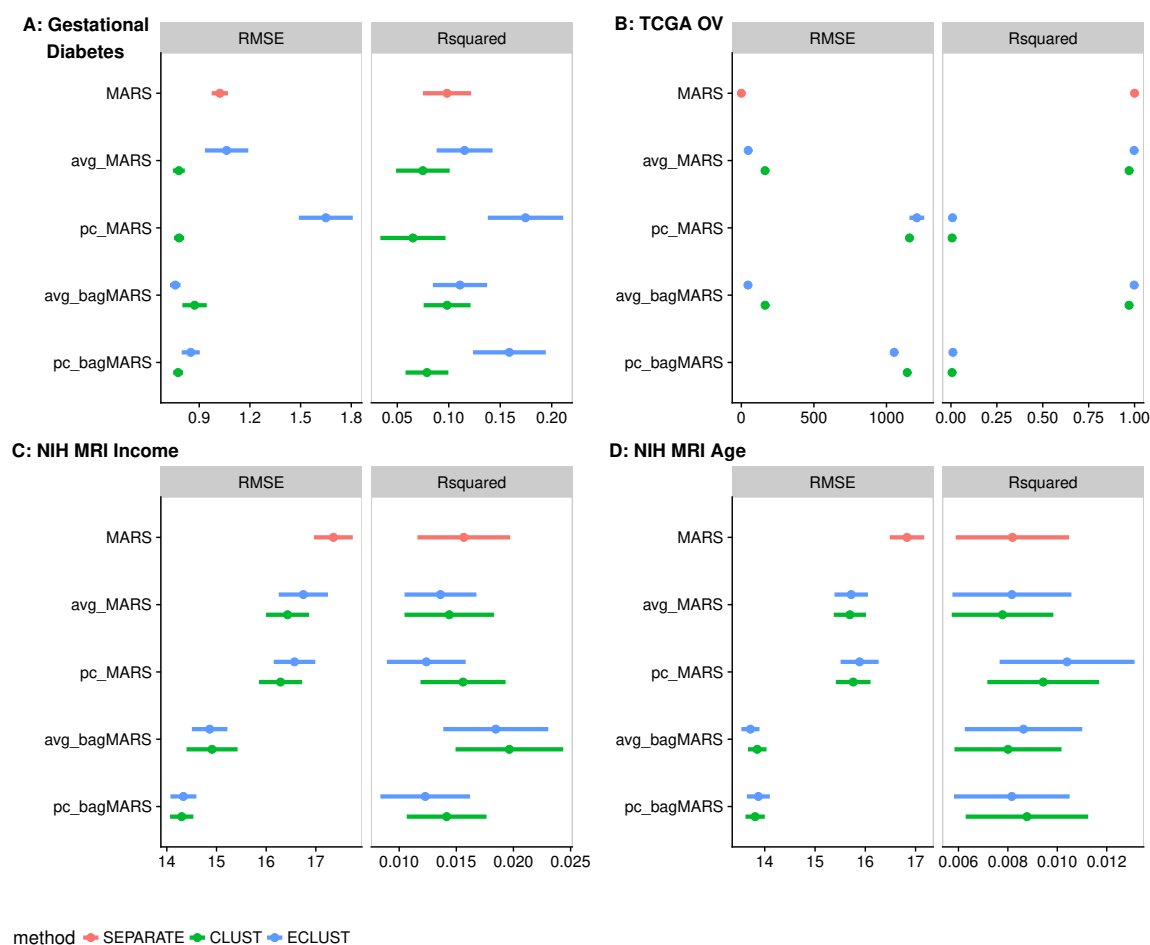 A: Gestational
Diabetes
RMSE Rsquared
MARS
avg_MARS
pc_MARS
avg_bagMARS
pc_bagMARS
0.9 1.2 1.5 1.8 0.05 0.10 0.15 0.20
B: TCGA OV
RMSE Rsquared
MARS
avg_MARS
pc_MARS
avg_bagMARS
pc_bagMARS
0 500 1000 0.00 0.25 0.50 0.75 1.00
C: NIH MRI Income
RMSE Rsquared
MARS
avg_MARS
pc_MARS
avg_bagMARS
pc_bagMARS
14 15 16 17 0.010 0.015 0.020 0.025
D: NIH MRI Age
RMSE Rsquared
MARS
avg_MARS
pc_MARS
avg_bagMARS
pc_bagMARS
14 15 16 17 0.006 0.008 0.010 0.012
method SEPARATE CLUST ECLUST